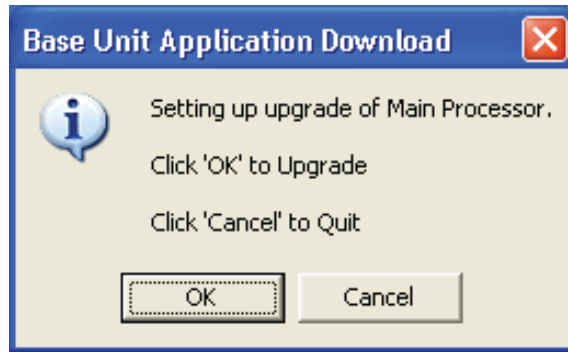 Base Unit Application Download
Setting up upgrade of Main Processor.
Click 'OK' to Upgrade
Click 'Cancel' to Quit
OK
Cancel